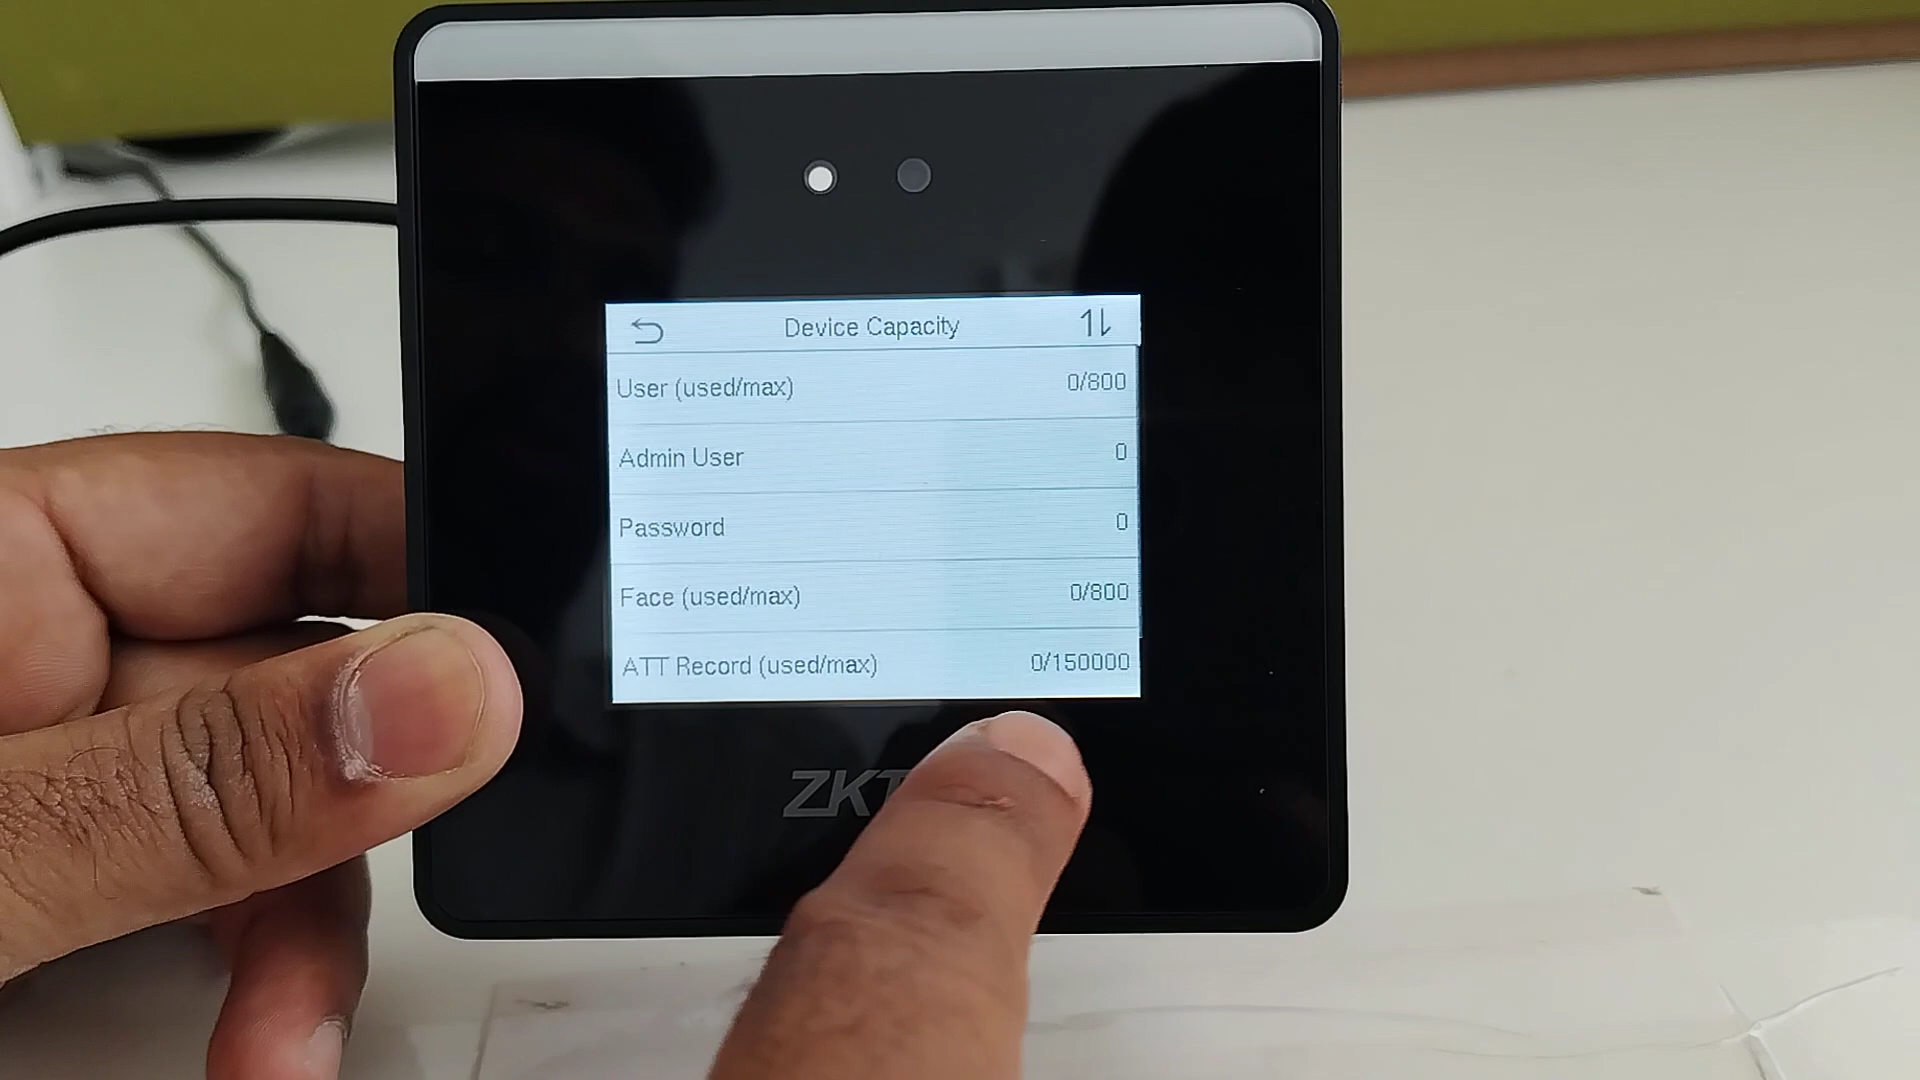 Device Capacity
User (used/max) 0/800
Admin User 0
Password 0
Face (used/max) 0/800
ATT Record (used/max) 0/150000